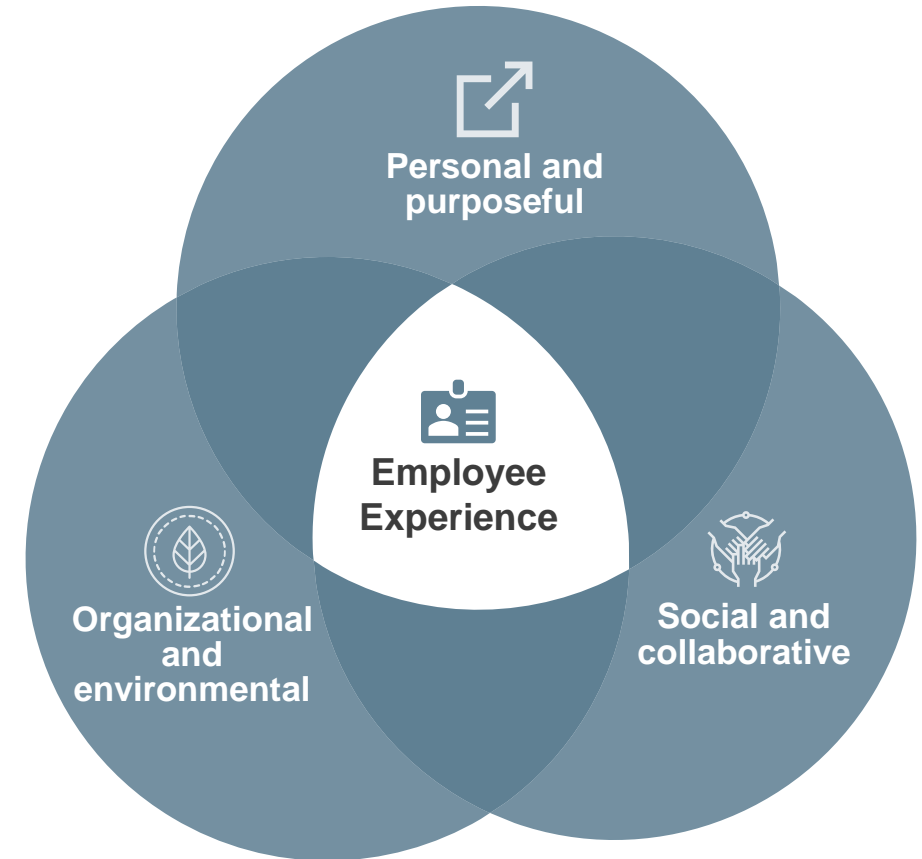 Personal and
purposeful
Employee
Experience
Organizational
and
environmental
Social and
collaborative